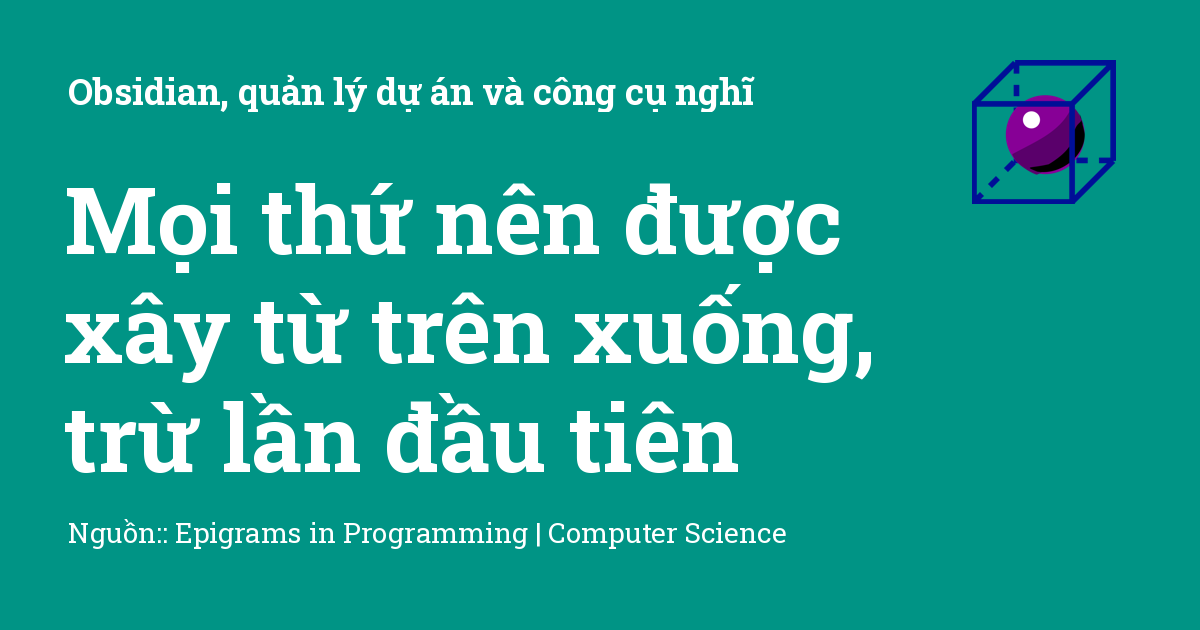 Obsidian, quản lý dự án và công cụ nghĩ
Mọi thứ nên được
xây từ trên xuống,
trừ lần đầu tiên
Nguồn:: Epigrams in Programming | Computer Science